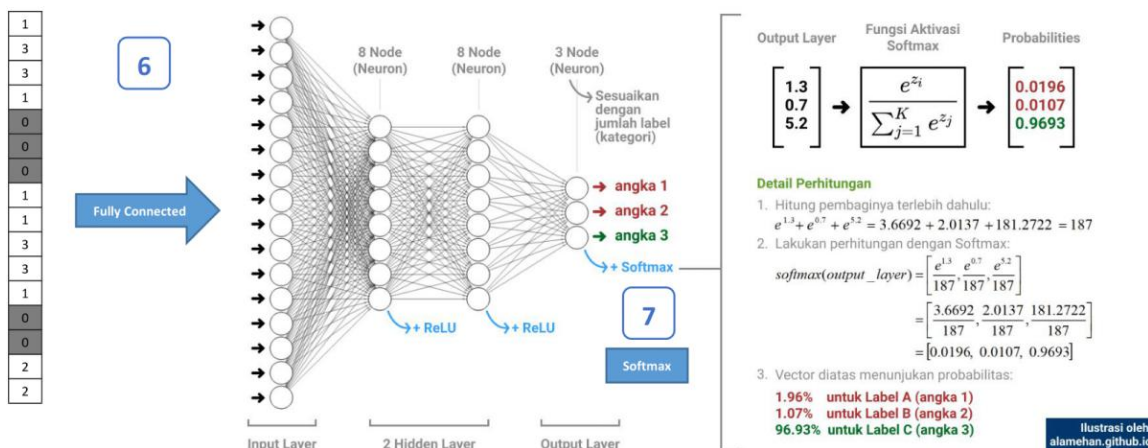 1
3
3
1
0
0
0
1
1
3
3
1
0
0
2
2
6
Fully Connected
8 Node
(Neuron)
8 Node
(Neuron)
3 Node
(Neuron)
Sesuaikan
dengan
jumlah label
(kategori)
angka 1
angka 2
angka 3
+ Softmax
+ ReLU
+ ReLU
7
Softmax
Input Layer
2 Hidden Layer
Output Layer
Output Layer
Fungsi Aktivasi
Softmax
Probabilities
1.3
0.7
5.2
e^{z_i}
∑_{j=1}^{K} e^{z_j}
0.0196
0.0107
0.9693
Detail Perhitungan
1. Hitung pembaginya terlebih dahulu:
e^{1.3} + e^{0.7} + e^{5.2} = 3.6692 + 2.0137 + 181.2722 = 187
2. Lakukan perhitungan dengan Softmax:
softmax(output_layer) = [e^{1.3}/187, e^{0.7}/187, e^{5.2}/187]
= [3.6692/187, 2.0137/187, 181.2722/187]
= [0.0196, 0.0107, 0.9693]
3. Vector diatas menunjukan probabilitas:
1.96% untuk Label A (angka 1)
1.07% untuk Label B (angka 2)
96.93% untuk Label C (angka 3)
Ilustrasi